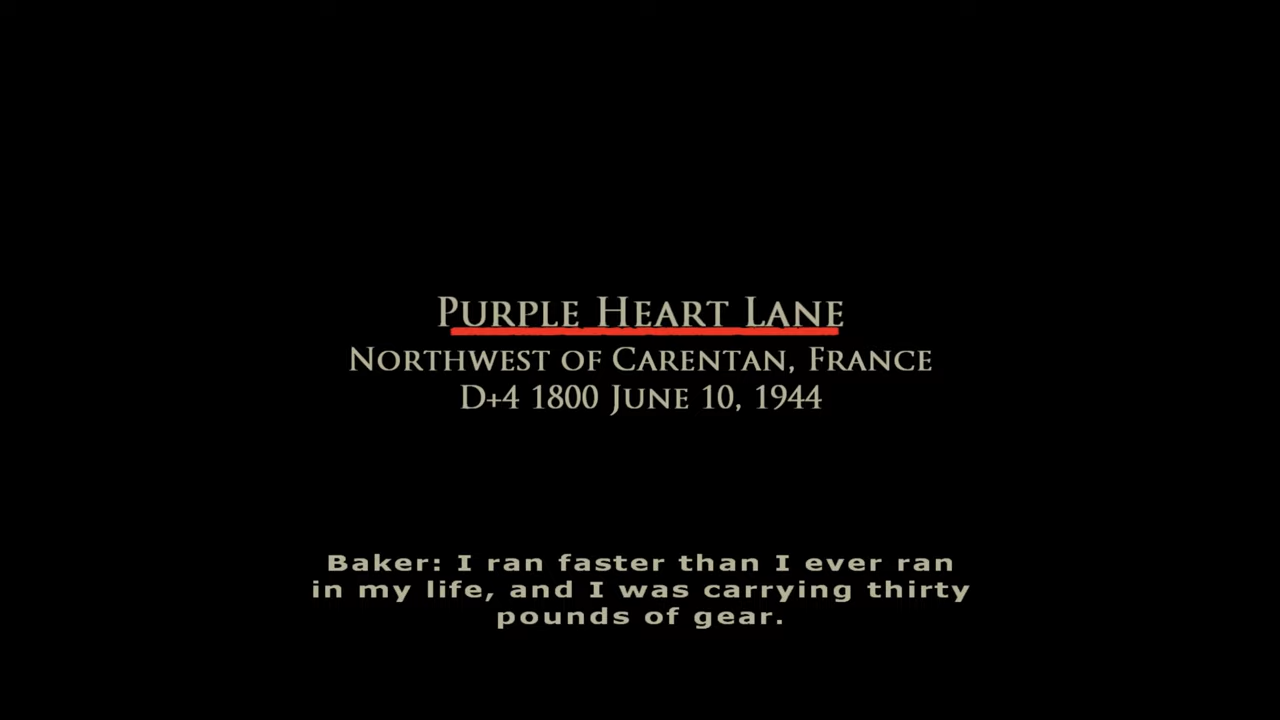 Purple Heart Lane
Northwest of Carentan, France
D+4 1800 June 10, 1944
Baker: I ran faster than I ever ran
in my life, and I was carrying thirty
pounds of gear.